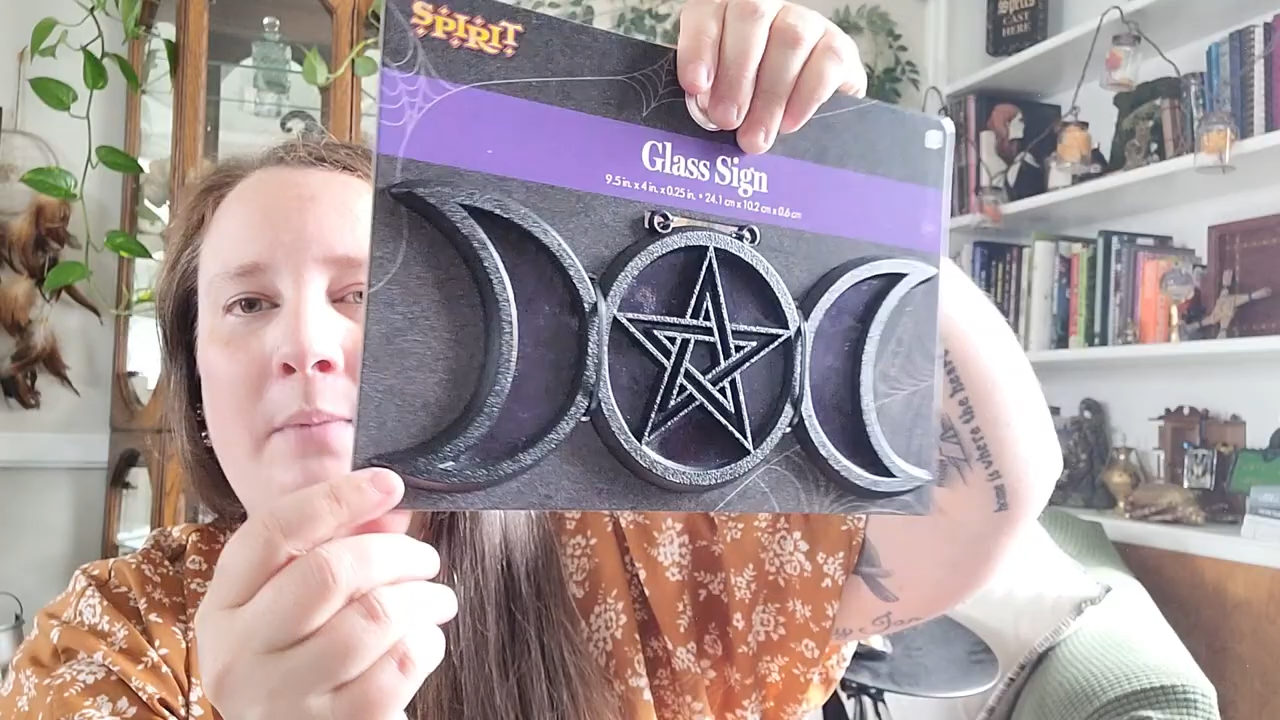 SPIRIT
Glass Sign
9.5 in. x 4 in. x 0.25 in. • 24.1 cm x 10.2 cm x 0.6 cm
Spells
CAST
HERE
home is where the heart